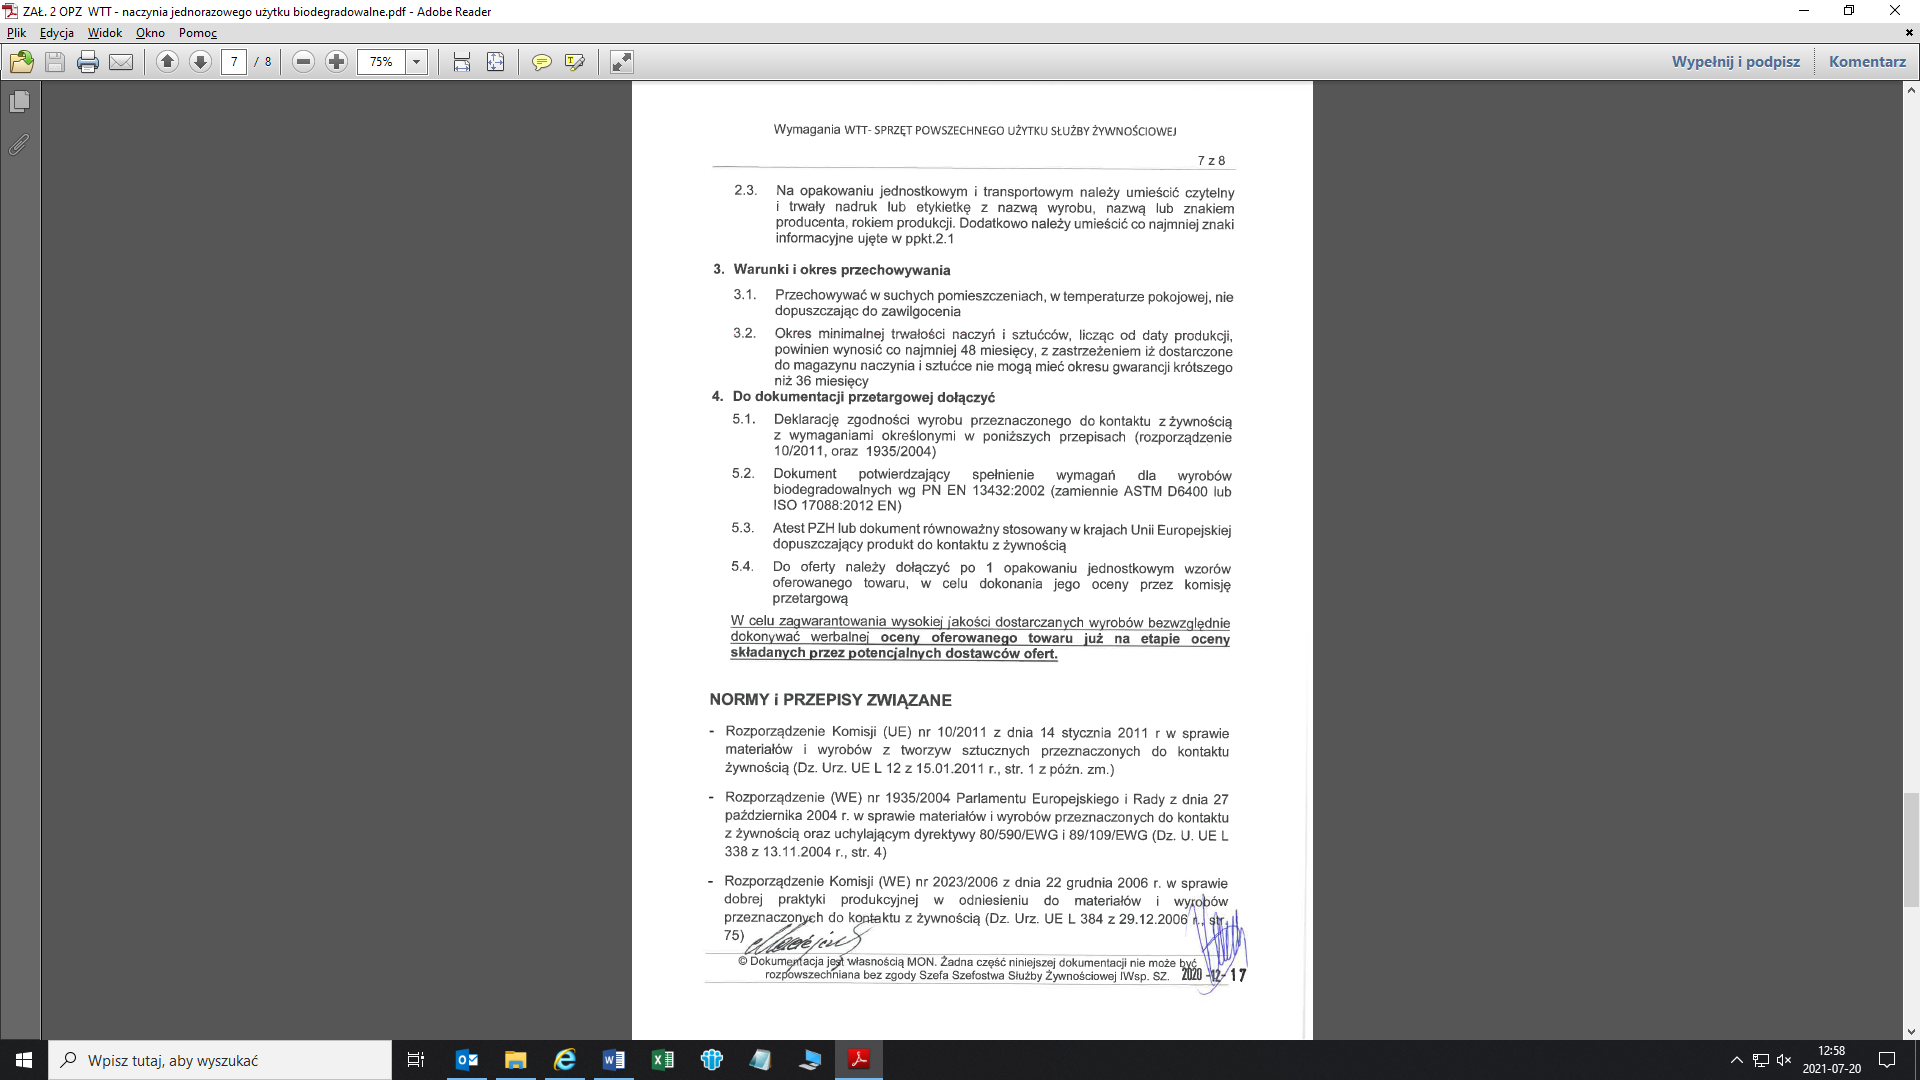 ZAŁ. 2 OPZ  WTT - naczynia jednorazowego użytku biodegradowalne.pdf - Adobe Reader
Plik Edycja Widok Okno Pomoc
7 / 8 75% Wypełnij i podpisz Komentarz
Wymagania WTT- SPRZĘT POWSZECHNEGO UŻYTKU SŁUŻBY ŻYWNOŚCIOWEJ
7 z 8
2.3. Na opakowaniu jednostkowym i transportowym należy umieścić czytelny
i trwały nadruk lub etykietkę z nazwą wyrobu, nazwą lub znakiem
producenta, rokiem produkcji. Dodatkowo należy umieścić co najmniej znaki
informacyjne ujęte w ppkt.2.1
3. Warunki i okres przechowywania
3.1. Przechowywać w suchych pomieszczeniach, w temperaturze pokojowej, nie
dopuszczając do zawilgocenia
3.2. Okres minimalnej trwałości naczyń i sztućców, licząc od daty produkcji,
powinien wynosić co najmniej 48 miesięcy, z zastrzeżeniem iż dostarczone
do magazynu naczynia i sztućce nie mogą mieć okresu gwarancji krótszego
niż 36 miesięcy
4. Do dokumentacji przetargowej dołączyć
5.1. Deklarację zgodności wyrobu przeznaczonego do kontaktu z żywnością
z wymaganiami określonymi w poniższych przepisach (rozporządzenie
10/2011, oraz 1935/2004)
5.2. Dokument potwierdzający spełnienie wymagań dla wyrobów
biodegradowalnych wg PN EN 13432:2002 (zamiennie ASTM D6400 lub
ISO 17088:2012 EN)
5.3. Atest PZH lub dokument równoważny stosowany w krajach Unii Europejskiej
dopuszczający produkt do kontaktu z żywnością
5.4. Do oferty należy dołączyć po 1 opakowaniu jednostkowym wzorów
oferowanego towaru, w celu dokonania jego oceny przez komisję
przetargową
W celu zagwarantowania wysokiej jakości dostarczanych wyrobów bezwzględnie
dokonywać werbalnej oceny oferowanego towaru już na etapie oceny
składanych przez potencjalnych dostawców ofert.
NORMY i PRZEPISY ZWIĄZANE
- Rozporządzenie Komisji (UE) nr 10/2011 z dnia 14 stycznia 2011 r w sprawie
materiałów i wyrobów z tworzyw sztucznych przeznaczonych do kontaktu
żywnością (Dz. Urz. UE L 12 z 15.01.2011 r., str. 1 z późn. zm.)
- Rozporządzenie (WE) nr 1935/2004 Parlamentu Europejskiego i Rady z dnia 27
października 2004 r. w sprawie materiałów i wyrobów przeznaczonych do kontaktu
z żywnością oraz uchylającym dyrektywy 80/590/EWG i 89/109/EWG (Dz. U. UE L
338 z 13.11.2004 r., str. 4)
- Rozporządzenie Komisji (WE) nr 2023/2006 z dnia 22 grudnia 2006 r. w sprawie
dobrej praktyki produkcyjnej w odniesieniu do materiałów i wyrobów
przeznaczonych do kontaktu z żywnością (Dz. Urz. UE L 384 z 29.12.2006 r., str.
75)
© Dokumentacja jest własnością MON. Żadna część niniejszej dokumentacji nie może być
rozpowszechniana bez zgody Szefa Szefostwa Służby Żywnościowej IWsp. SZ. 2020 -12- 17
Wpisz tutaj, aby wyszukać
12:58
2021-07-20